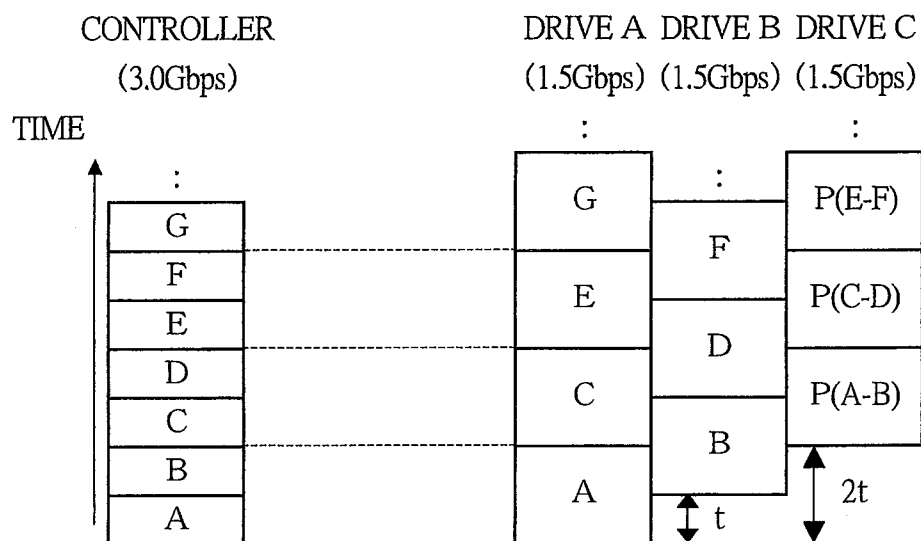 CONTROLLER DRIVE A DRIVE B DRIVE C
(3.0Gbps) (1.5Gbps) (1.5Gbps) (1.5Gbps)
TIME
G G P(E-F)
F F
E E P(C-D)
D D
C C P(A-B)
B B
A A t 2t